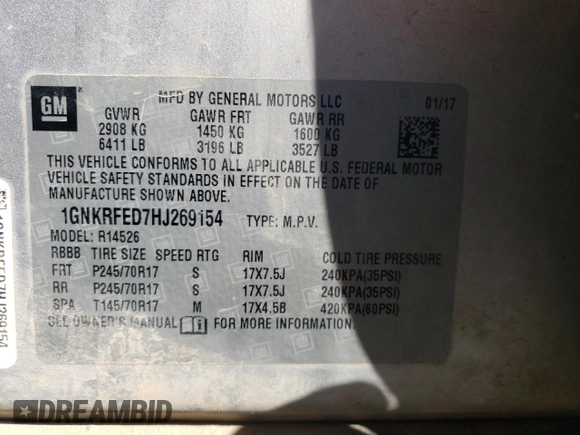 GM
MFD BY GENERAL MOTORS LLC 01/17
GVWR GAWR FRT GAWR RR
2908 KG 1450 KG 1600 KG
6411 LB 3196 LB 3527 LB
THIS VEHICLE CONFORMS TO ALL APPLICABLE U.S. FEDERAL MOTOR
VEHICLE SAFETY STANDARDS IN EFFECT ON THE DATE OF
MANUFACTURE SHOWN ABOVE.
1GNKRFED7HJ269154 TYPE: M.P.V.
MODEL: R14526
RBBB TIRE SIZE SPEED RTG RIM COLD TIRE PRESSURE
FRT P245/70R17 S 17X7.5J 240KPA(35PSI)
RR P245/70R17 S 17X7.5J 240KPA(35PSI)
SPA T145/70R17 M 17X4.5B 420KPA(60PSI)
SEE OWNER'S MANUAL FOR MORE INFORMATION.
1GNKRFED7HJ269154
DREAMBID